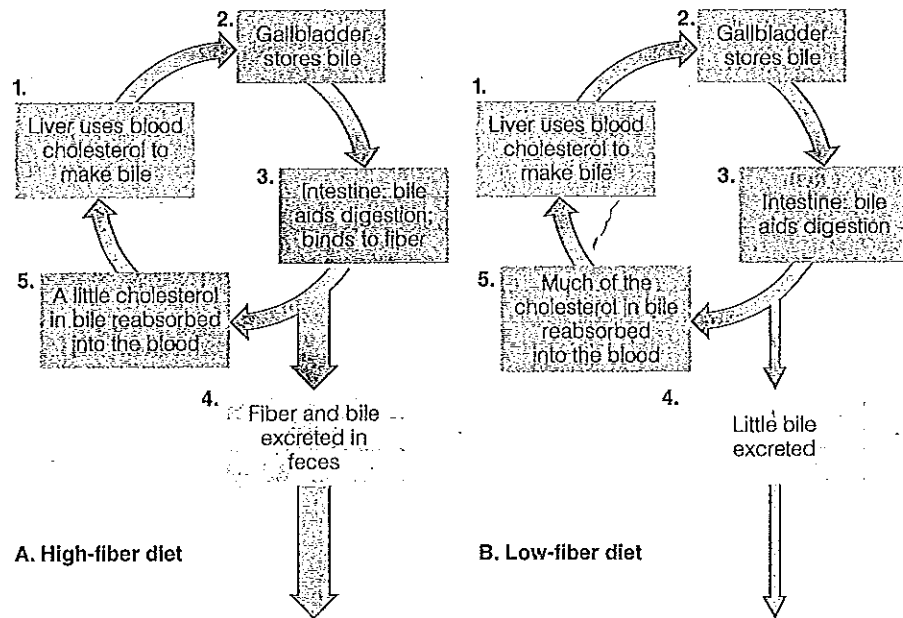 2.
Gallbladder
stores bile
1.
Liver uses blood
cholesterol to
make bile
3.
Intestine: bile
aids digestion;
binds to fiber
5.
A little cholesterol
in bile reabsorbed
into the blood
4.
Fiber and bile
excreted in
feces
A. High-fiber diet
2.
Gallbladder
stores bile
1.
Liver uses blood
cholesterol to
make bile
3.
Intestine: bile
aids digestion
5.
Much of the
cholesterol in bile
reabsorbed
into the blood
4.
Little bile
excreted
B. Low-fiber diet